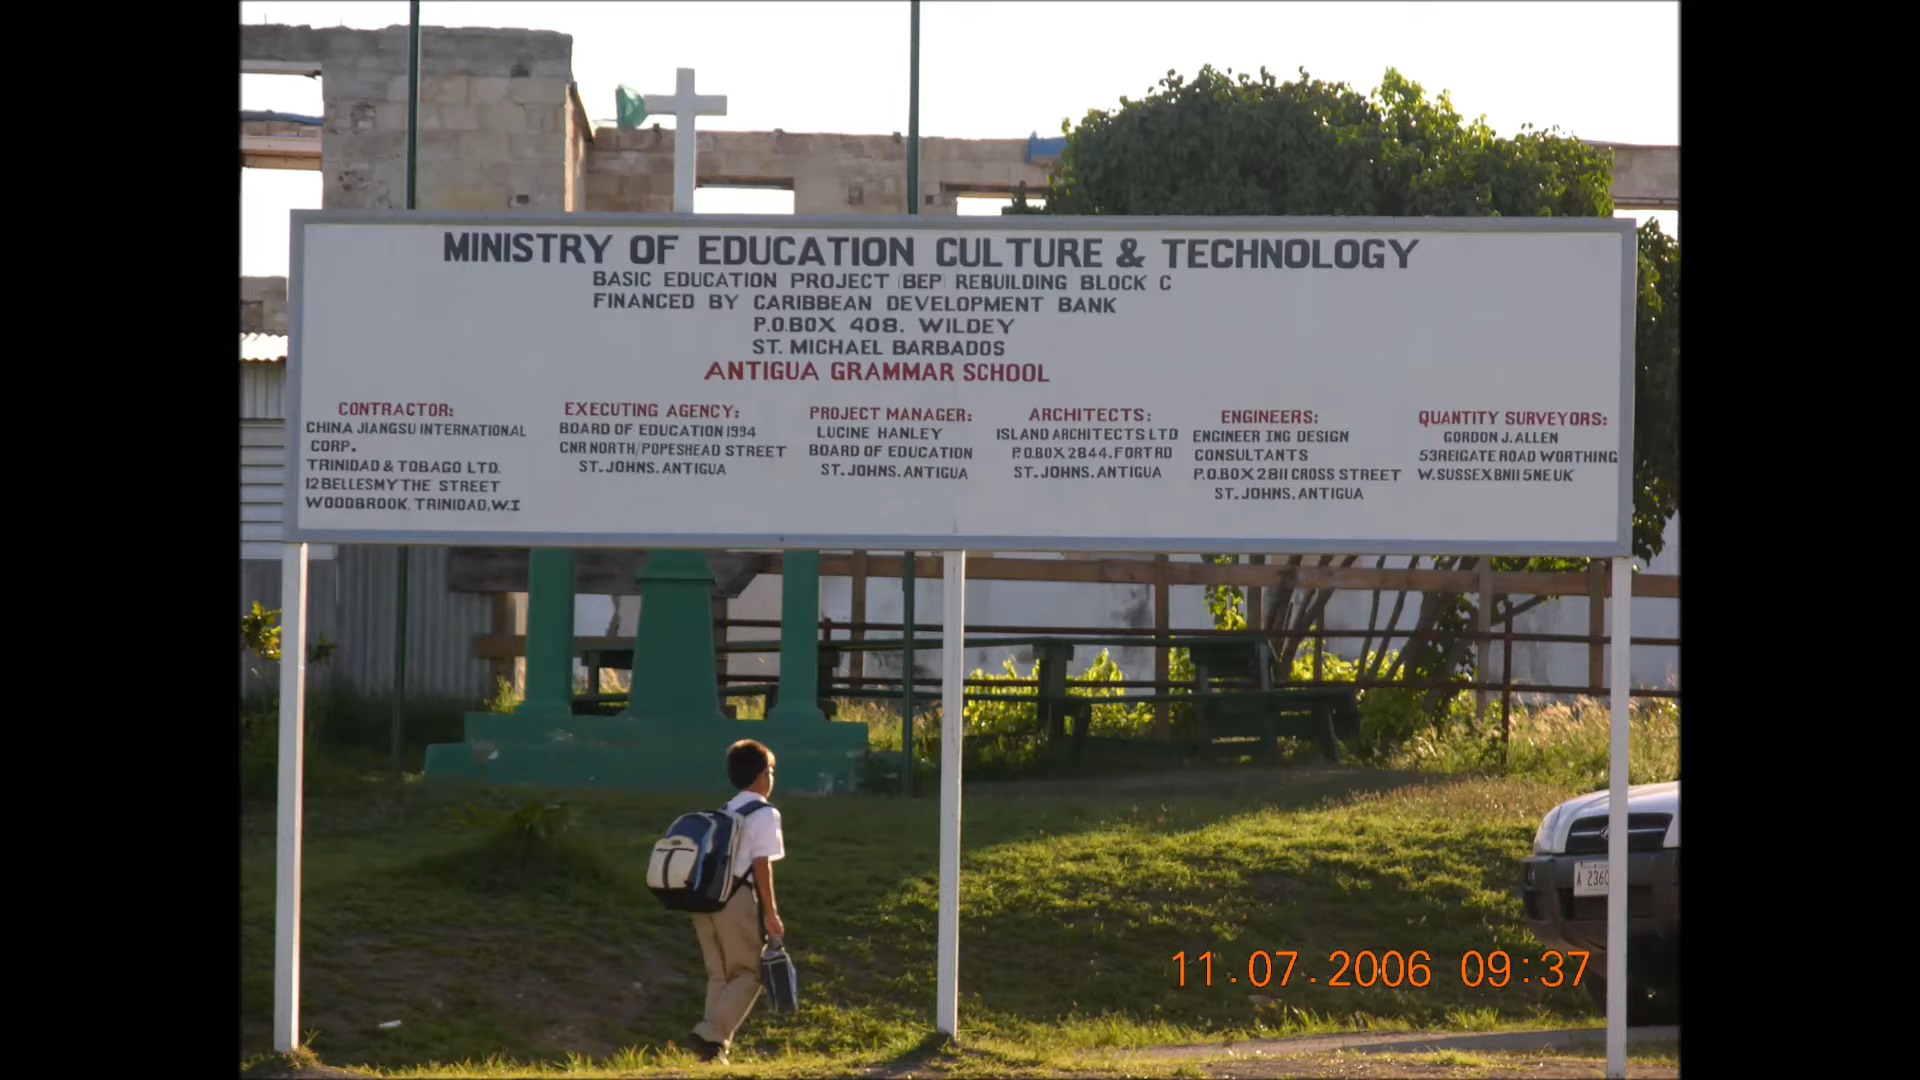 MINISTRY OF EDUCATION CULTURE & TECHNOLOGY
BASIC EDUCATION PROJECT (BEP) REBUILDING BLOCK C
FINANCED BY CARIBBEAN DEVELOPMENT BANK
P.O.BOX 408. WILDEY
ST. MICHAEL BARBADOS
ANTIGUA GRAMMAR SCHOOL
CONTRACTOR:
CHINA JIANGSU INTERNATIONAL
CORP.
TRINIDAD & TOBAGO LTD.
12 BELLESMYTHE STREET
WOODBROOK, TRINIDAD, W.I
EXECUTING AGENCY:
BOARD OF EDUCATION 1994
CNR NORTH/POPESHEAD STREET
ST. JOHNS. ANTIGUA
PROJECT MANAGER:
LUCINE HANLEY
BOARD OF EDUCATION
ST. JOHNS. ANTIGUA
ARCHITECTS:
ISLAND ARCHITECTS LTD
P.O.BOX 2844. FORT RD
ST. JOHNS. ANTIGUA
ENGINEERS:
ENGINEER ING DESIGN
CONSULTANTS
P.O.BOX 2811 CROSS STREET
ST. JOHNS. ANTIGUA
QUANTITY SURVEYORS:
GORDON J. ALLEN
53 REIGATE ROAD WORTHING
W. SUSSEX BN11 5NE UK
A 2360
11.07.2006 09:37